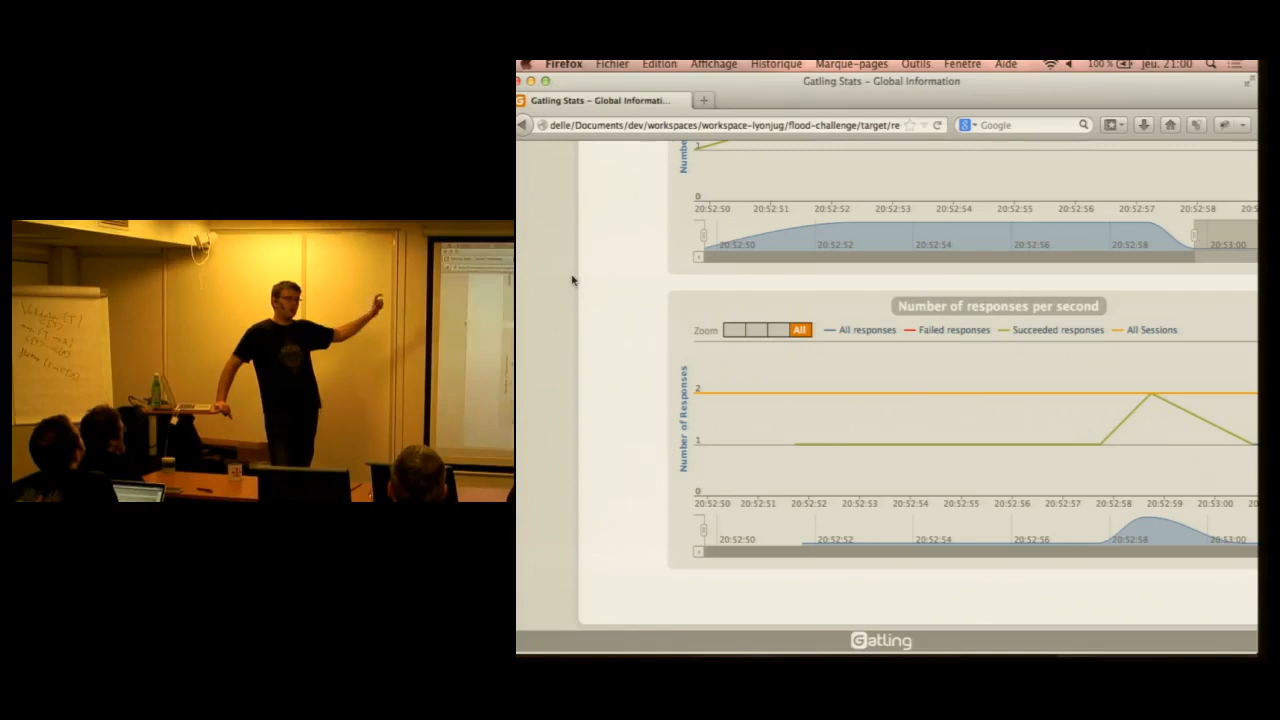 Firefox Fichier Edition Affichage Historique Marque-pages Outils Fenêtre Aide 100 % jeu. 21:00
Gatling Stats – Global Information
Gatling Stats – Global Informati...
delle/Documents/dev/workspaces/workspace-lyonjug/flood-challenge/target/re
Google
Numbe
1
0
20:52:50 20:52:51 20:52:52 20:52:53 20:52:54 20:52:55 20:52:56 20:52:57 20:52:58 20:5
20:52:50 20:52:52 20:52:54 20:52:56 20:52:58 20:53:00
Number of responses per second
Zoom All All responses Failed responses Succeeded responses All Sessions
Number of Responses
2
1
0
20:52:50 20:52:51 20:52:52 20:52:53 20:52:54 20:52:55 20:52:56 20:52:57 20:52:58 20:52:59 20:53:00 20
20:52:50 20:52:52 20:52:54 20:52:56 20:52:58 20:53:00
Gatling